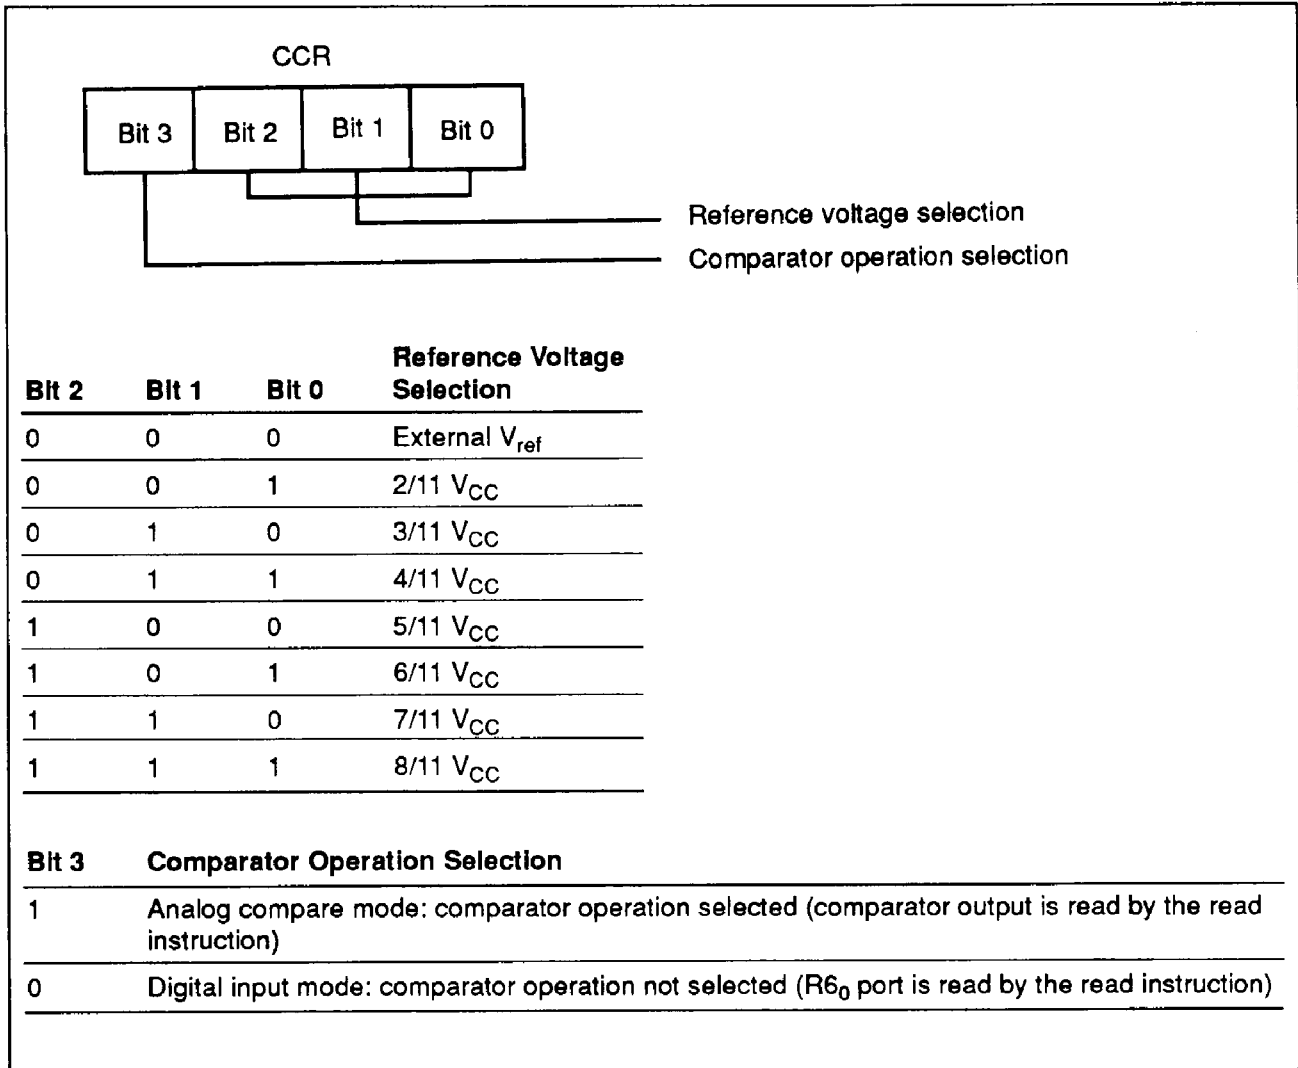 CCR
Bit 3 Bit 2 Bit 1 Bit 0
Reference voltage selection
Comparator operation selection
Reference Voltage
Bit 2 Bit 1 Bit 0 Selection
0 0 0 External Vref
0 0 1 2/11 VCC
0 1 0 3/11 VCC
0 1 1 4/11 VCC
1 0 0 5/11 VCC
1 0 1 6/11 VCC
1 1 0 7/11 VCC
1 1 1 8/11 VCC
Bit 3 Comparator Operation Selection
1 Analog compare mode: comparator operation selected (comparator output is read by the read
instruction)
0 Digital input mode: comparator operation not selected (R60 port is read by the read instruction)